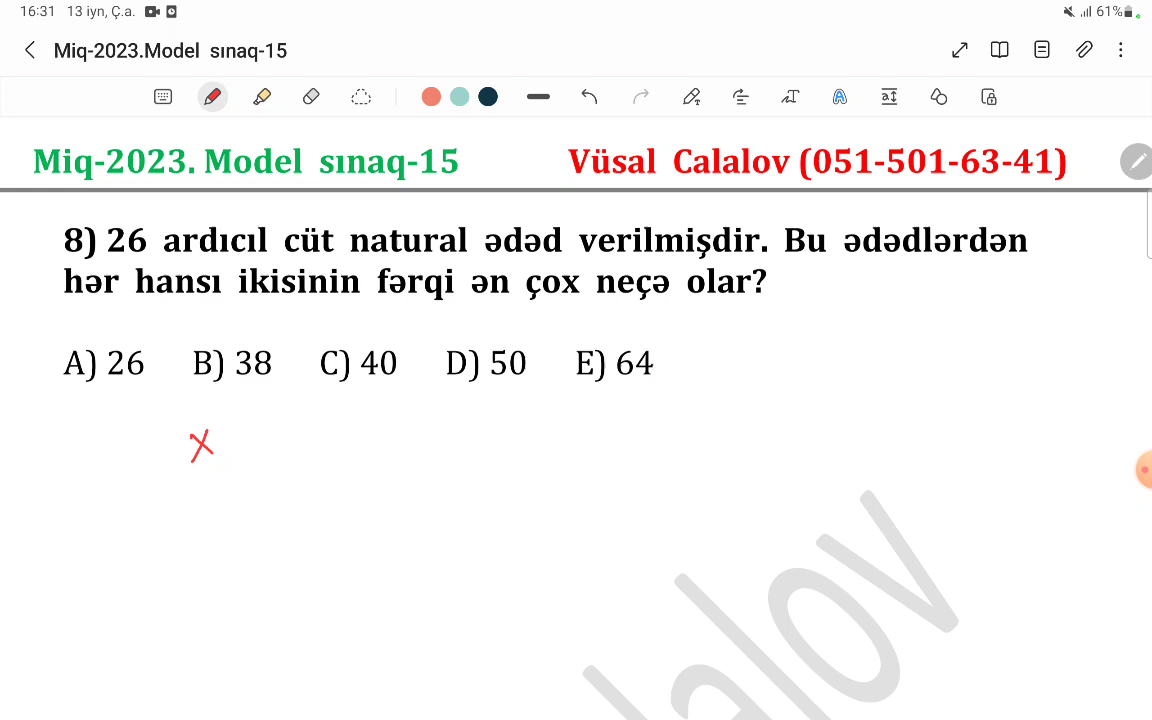 16:31 13 iyn, Ç.a. 61%
Miq-2023.Model sınaq-15
Miq-2023. Model sınaq-15 Vüsal Calalov (051-501-63-41)
8) 26 ardıcıl cüt natural ədəd verilmişdir. Bu ədədlərdən
hər hansı ikisinin fərqi ən çox neçə olar?
A) 26 B) 38 C) 40 D) 50 E) 64
x
alov